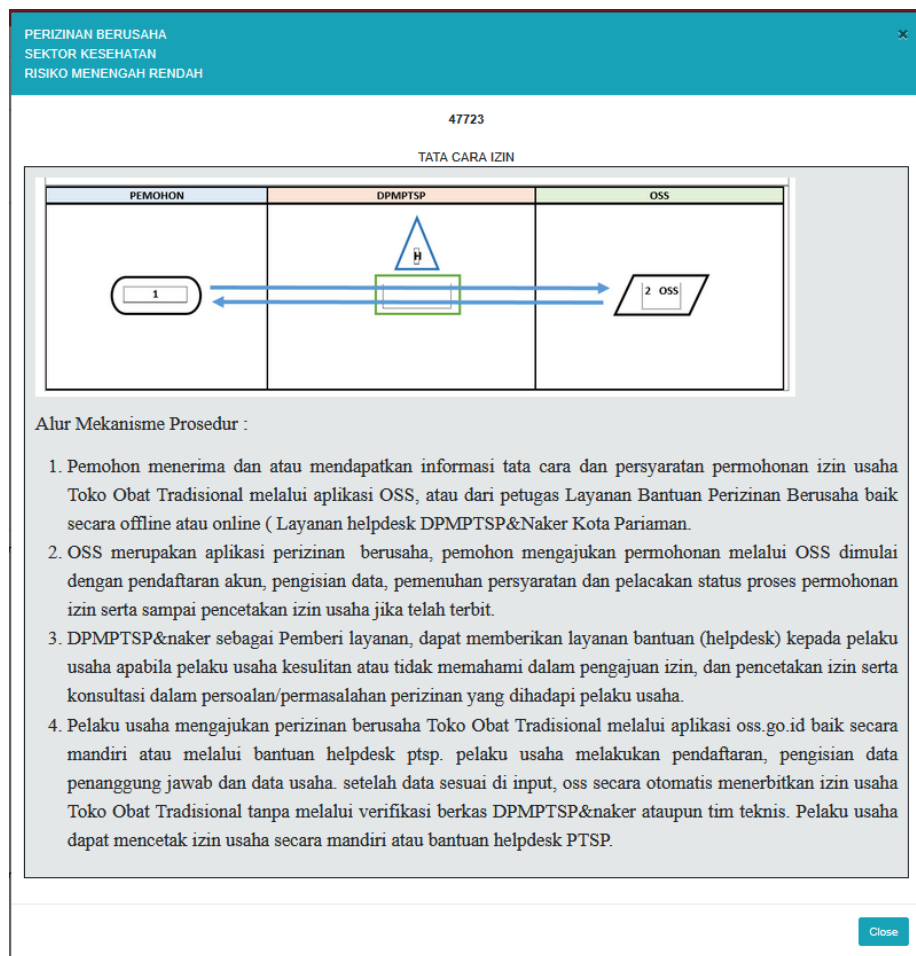 PERIZINAN BERUSAHA
SEKTOR KESEHATAN
RISIKO MENENGAH RENDAH
×
47723
TATA CARA IZIN
PEMOHON DPMPTSP OSS
H
1
2 OSS
Alur Mekanisme Prosedur :
1. Pemohon menerima dan atau mendapatkan informasi tata cara dan persyaratan permohonan izin usaha
Toko Obat Tradisional melalui aplikasi OSS, atau dari petugas Layanan Bantuan Perizinan Berusaha baik
secara offline atau online ( Layanan helpdesk DPMPTSP&Naker Kota Pariaman.
2. OSS merupakan aplikasi perizinan berusaha, pemohon mengajukan permohonan melalui OSS dimulai
dengan pendaftaran akun, pengisian data, pemenuhan persyaratan dan pelacakan status proses permohonan
izin serta sampai pencetakan izin usaha jika telah terbit.
3. DPMPTSP&naker sebagai Pemberi layanan, dapat memberikan layanan bantuan (helpdesk) kepada pelaku
usaha apabila pelaku usaha kesulitan atau tidak memahami dalam pengajuan izin, dan pencetakan izin serta
konsultasi dalam persoalan/permasalahan perizinan yang dihadapi pelaku usaha.
4. Pelaku usaha mengajukan perizinan berusaha Toko Obat Tradisional melalui aplikasi oss.go.id baik secara
mandiri atau melalui bantuan helpdesk ptsp. pelaku usaha melakukan pendaftaran, pengisian data
penanggung jawab dan data usaha. setelah data sesuai di input, oss secara otomatis menerbitkan izin usaha
Toko Obat Tradisional tanpa melalui verifikasi berkas DPMPTSP&naker ataupun tim teknis. Pelaku usaha
dapat mencetak izin usaha secara mandiri atau bantuan helpdesk PTSP.
Close